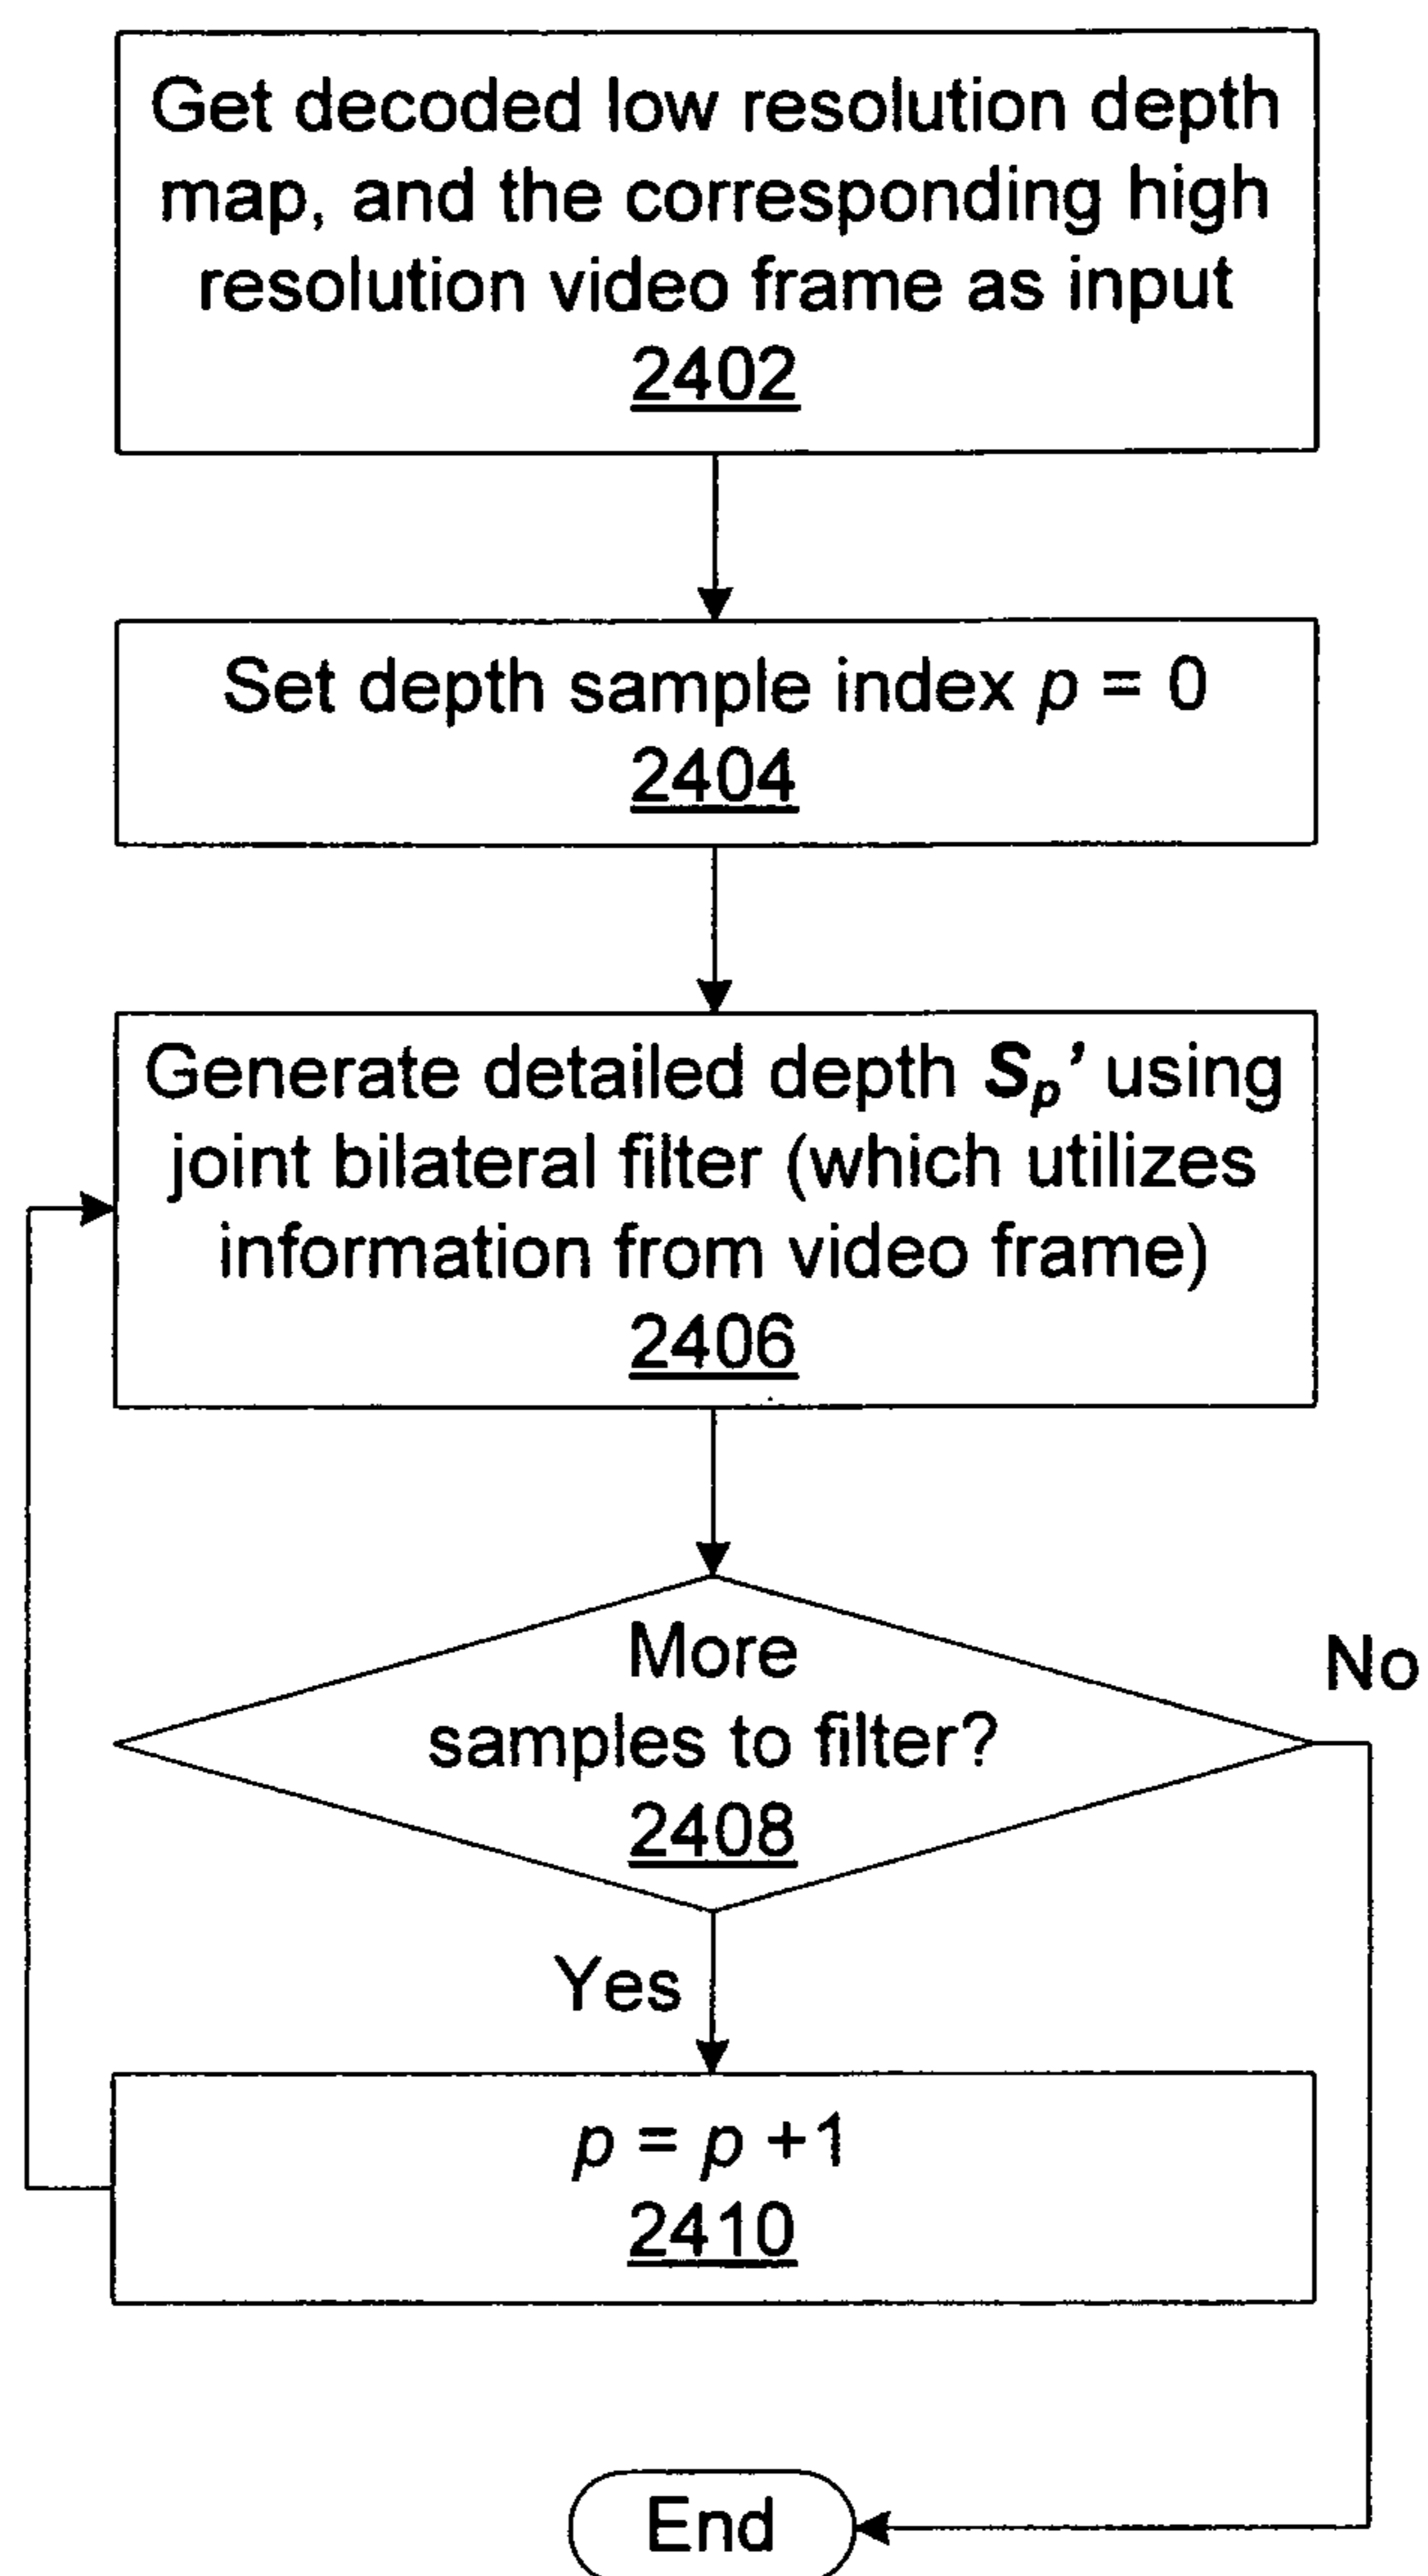 Get decoded low resolution depth
map, and the corresponding high
resolution video frame as input
2402
Set depth sample index p = 0
2404
Generate detailed depth Sp’ using
joint bilateral filter (which utilizes
information from video frame)
2406
More
samples to filter?
2408
No
Yes
p = p +1
2410
End